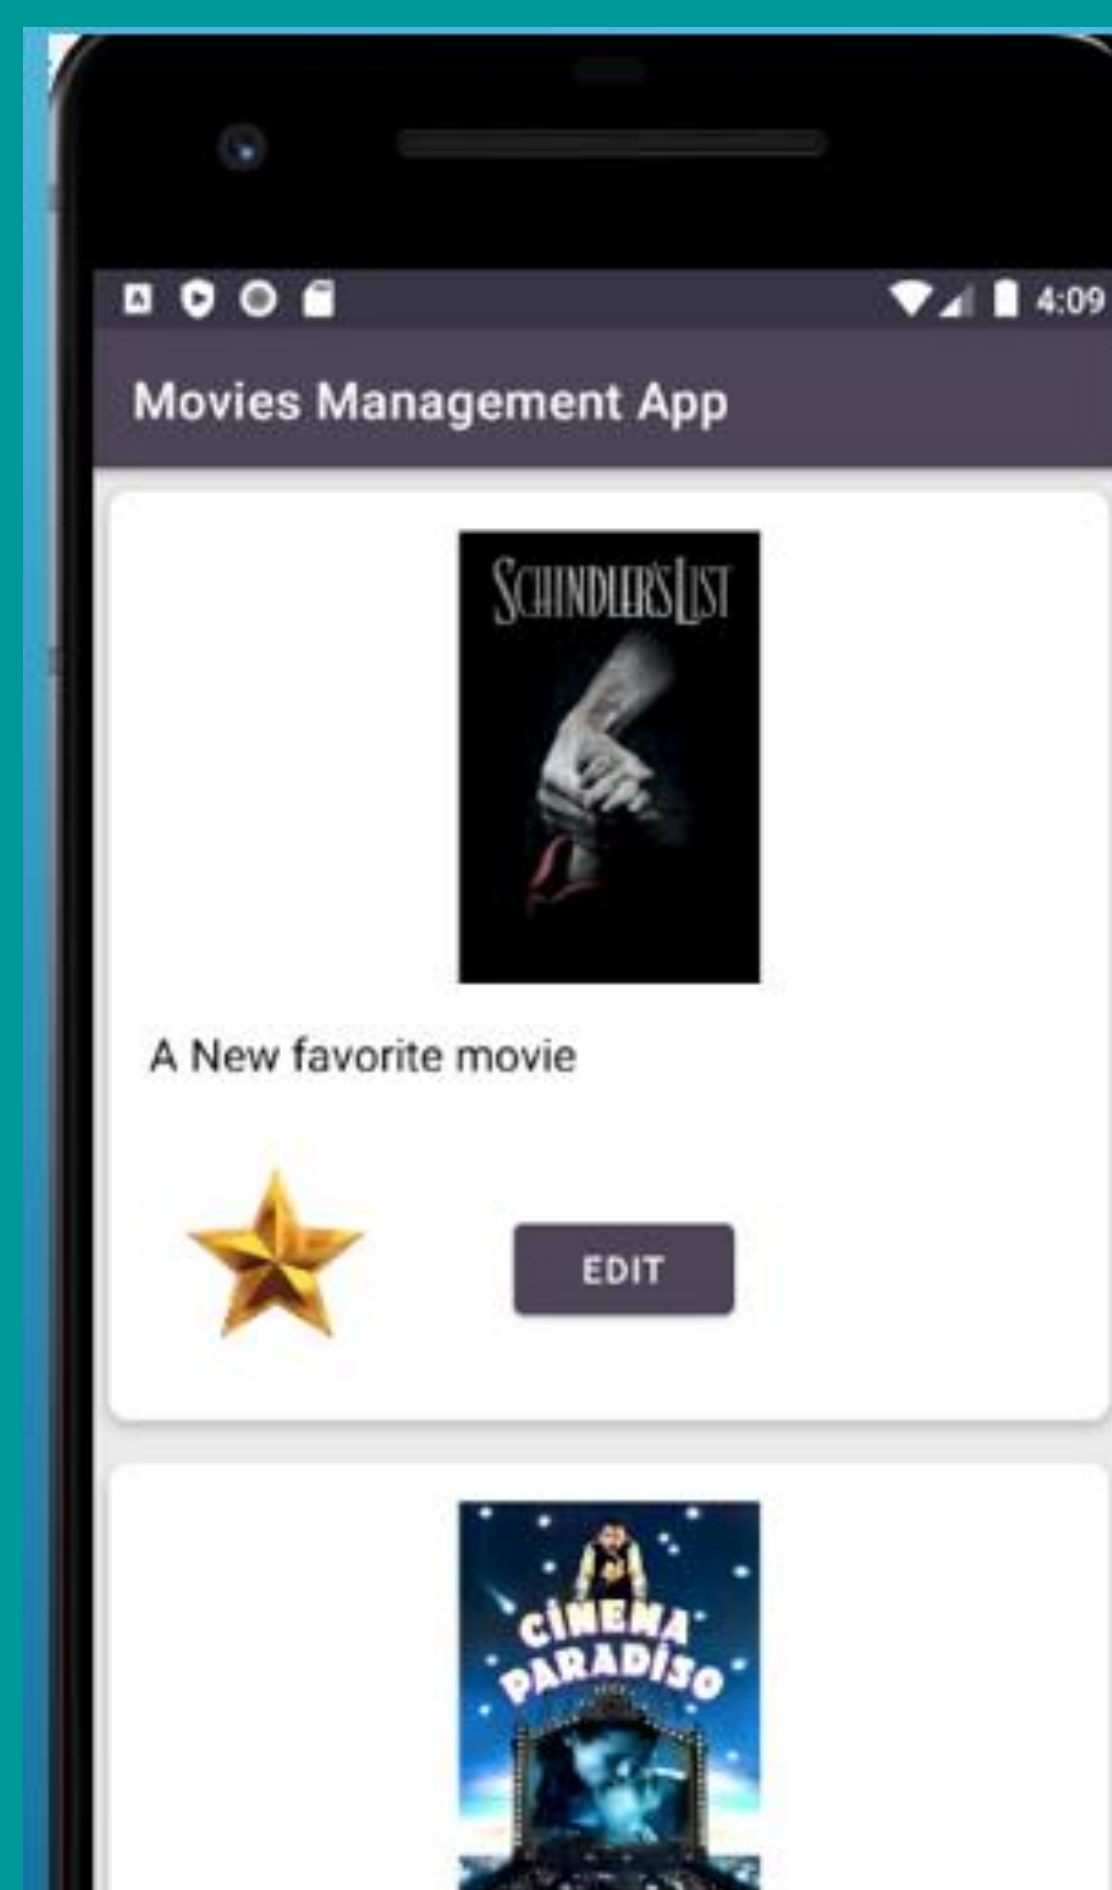 4:09
Movies Management App
SCHINDLER'S LIST
A New favorite movie
EDIT
CINEMA
PARADISO